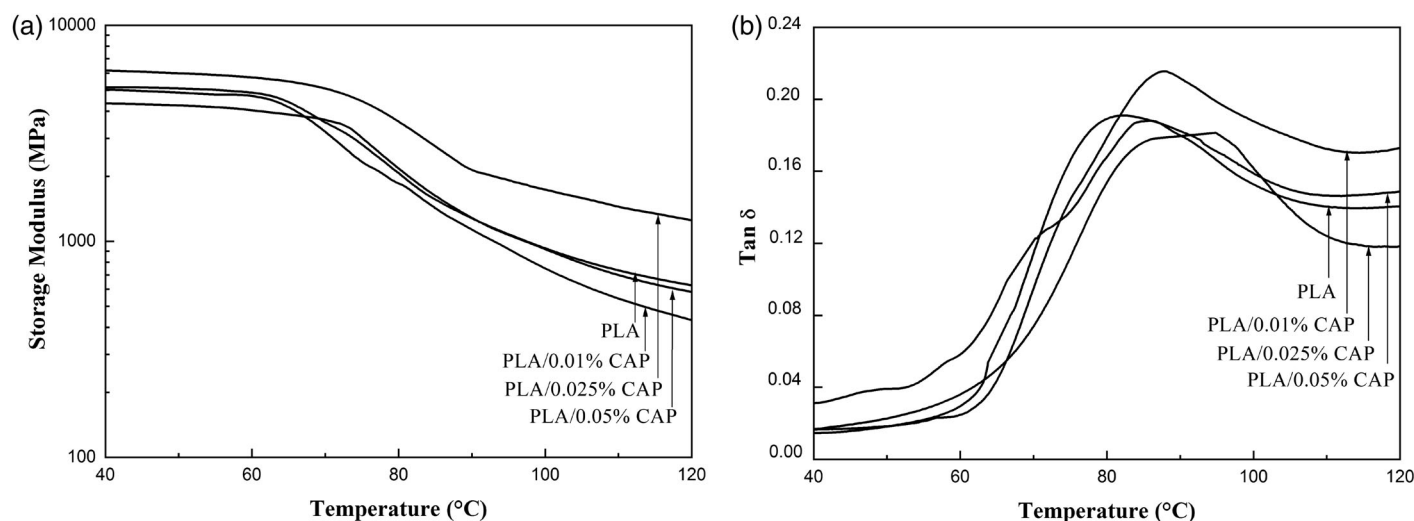 (a)
10000
1000
100
Storage Modulus (MPa)
40
60
80
100
120
Temperature (°C)
PLA
PLA/0.01% CAP
PLA/0.025% CAP
PLA/0.05% CAP
(b)
0.24
0.20
0.16
0.12
0.08
0.04
0.00
Tan δ
40
60
80
100
120
Temperature (°C)
PLA
PLA/0.01% CAP
PLA/0.025% CAP
PLA/0.05% CAP